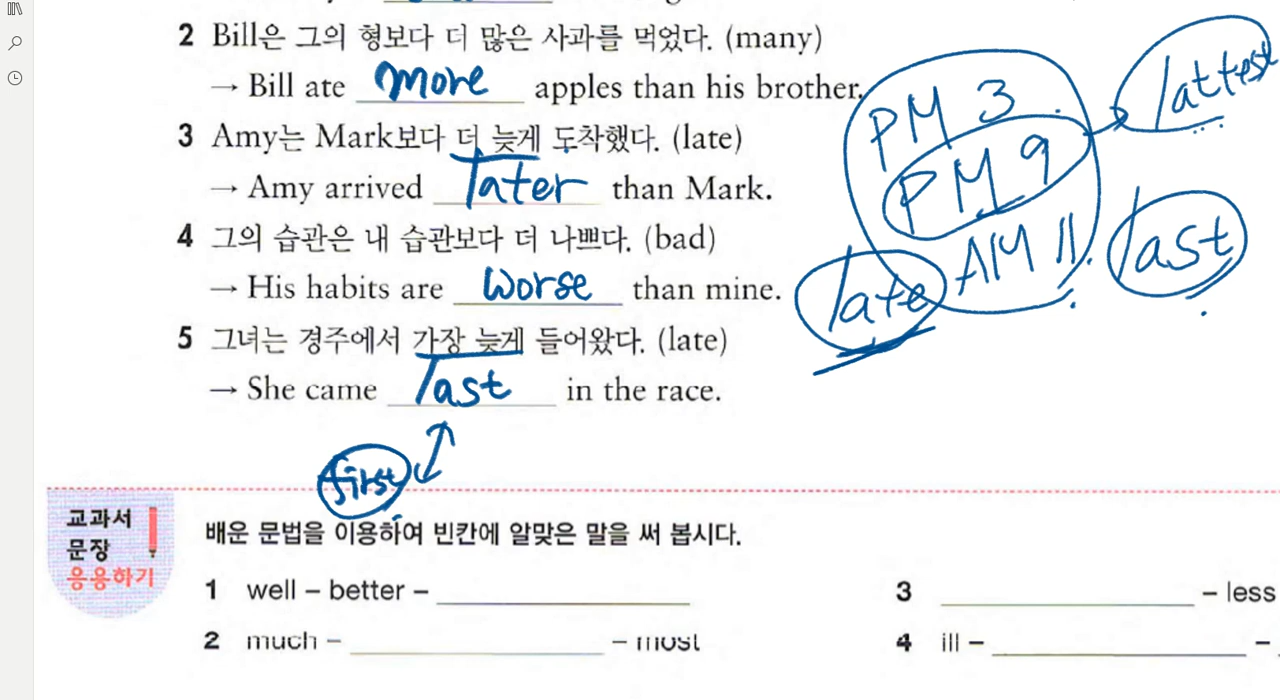 2 Bill은 그의 형보다 더 많은 사과를 먹었다. (many)
→ Bill ate more apples than his brother.
3 Amy는 Mark보다 더 늦게 도착했다. (late)
→ Amy arrived later than Mark.
4 그의 습관은 내 습관보다 더 나쁘다. (bad)
→ His habits are worse than mine.
5 그녀는 경주에서 가장 늦게 들어왔다. (late)
→ She came last in the race.
first
PM 3
PM 9
AM 11
lattest
late
last
교과서
문장
응용하기
배운 문법을 이용하여 빈칸에 알맞은 말을 써 봅시다.
1 well – better –
2 much – – most
3 – less
4 ill – –